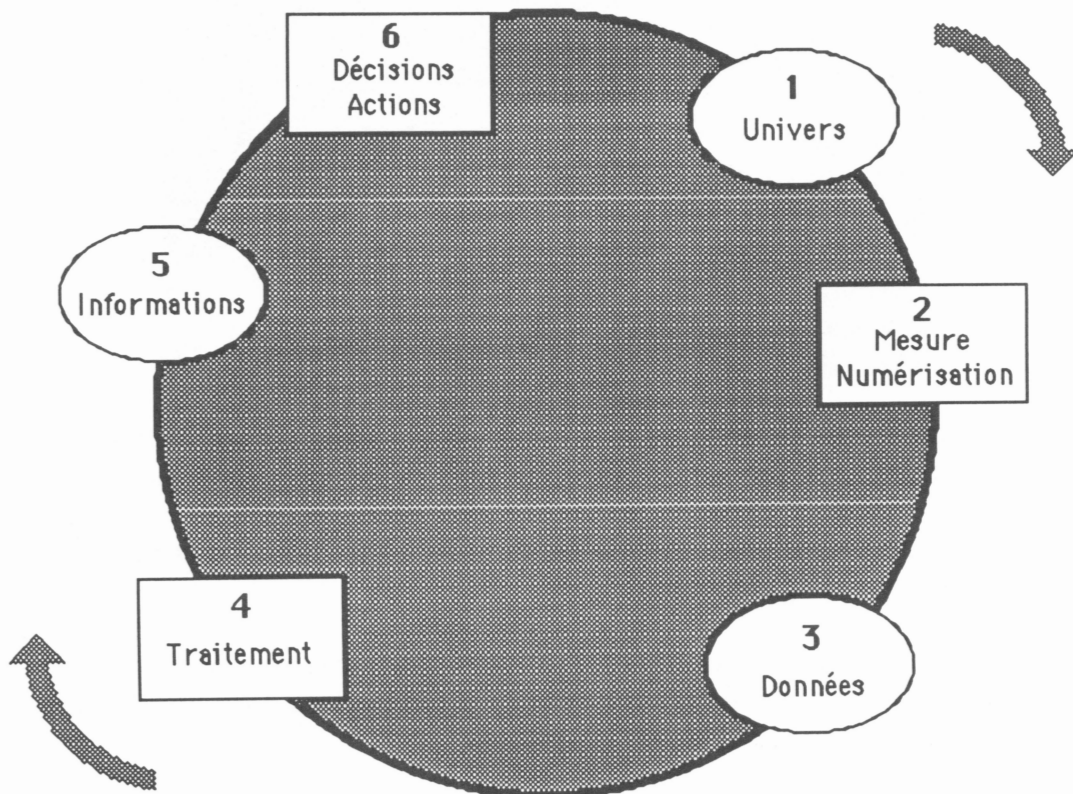 1
Univers
2
Mesure
Numérisation
3
Données
4
Traitement
5
Informations
6
Décisions
Actions